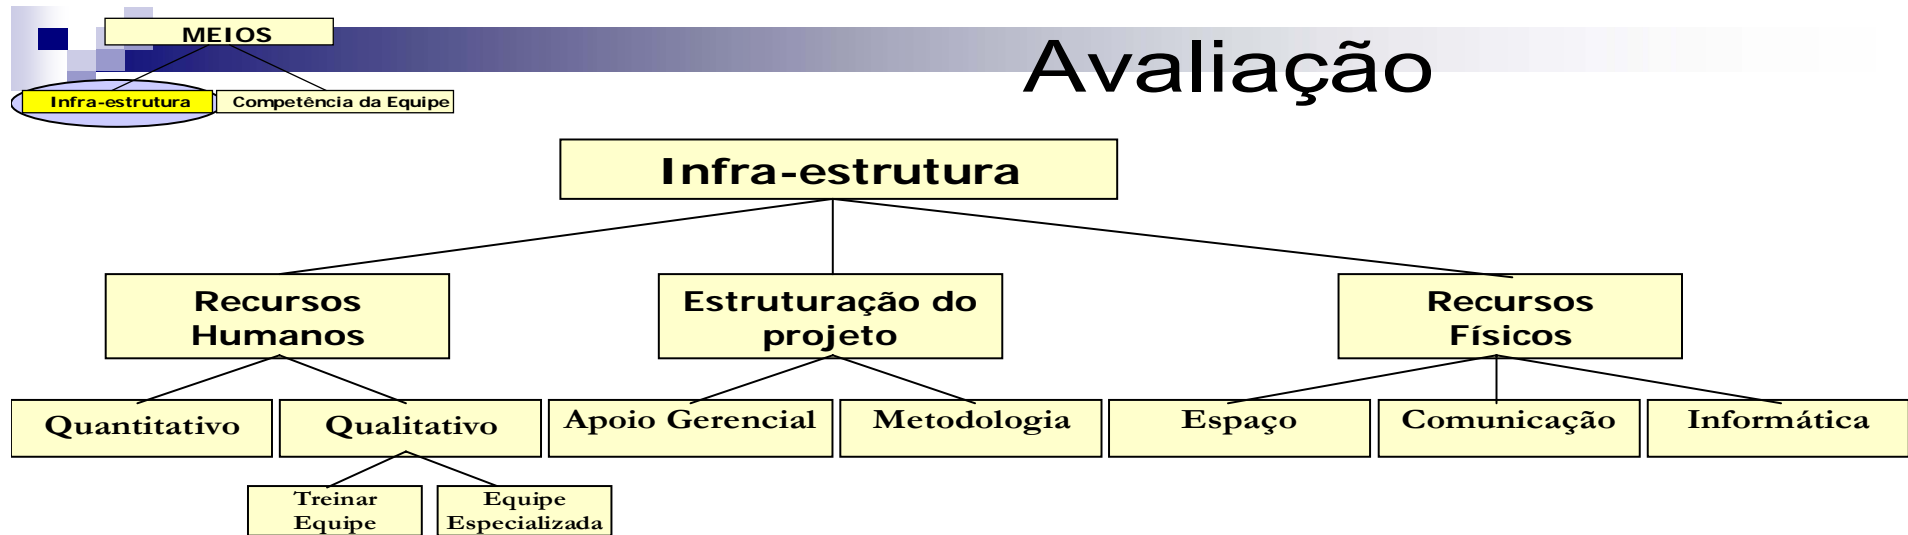 MEIOS
Avaliação
Infra-estrutura
Competência da Equipe
Infra-estrutura
Recursos
Humanos
Estruturação do
projeto
Recursos
Físicos
Quantitativo
Qualitativo
Apoio Gerencial
Metodologia
Espaço
Comunicação
Informática
Treinar
Equipe
Equipe
Especializada